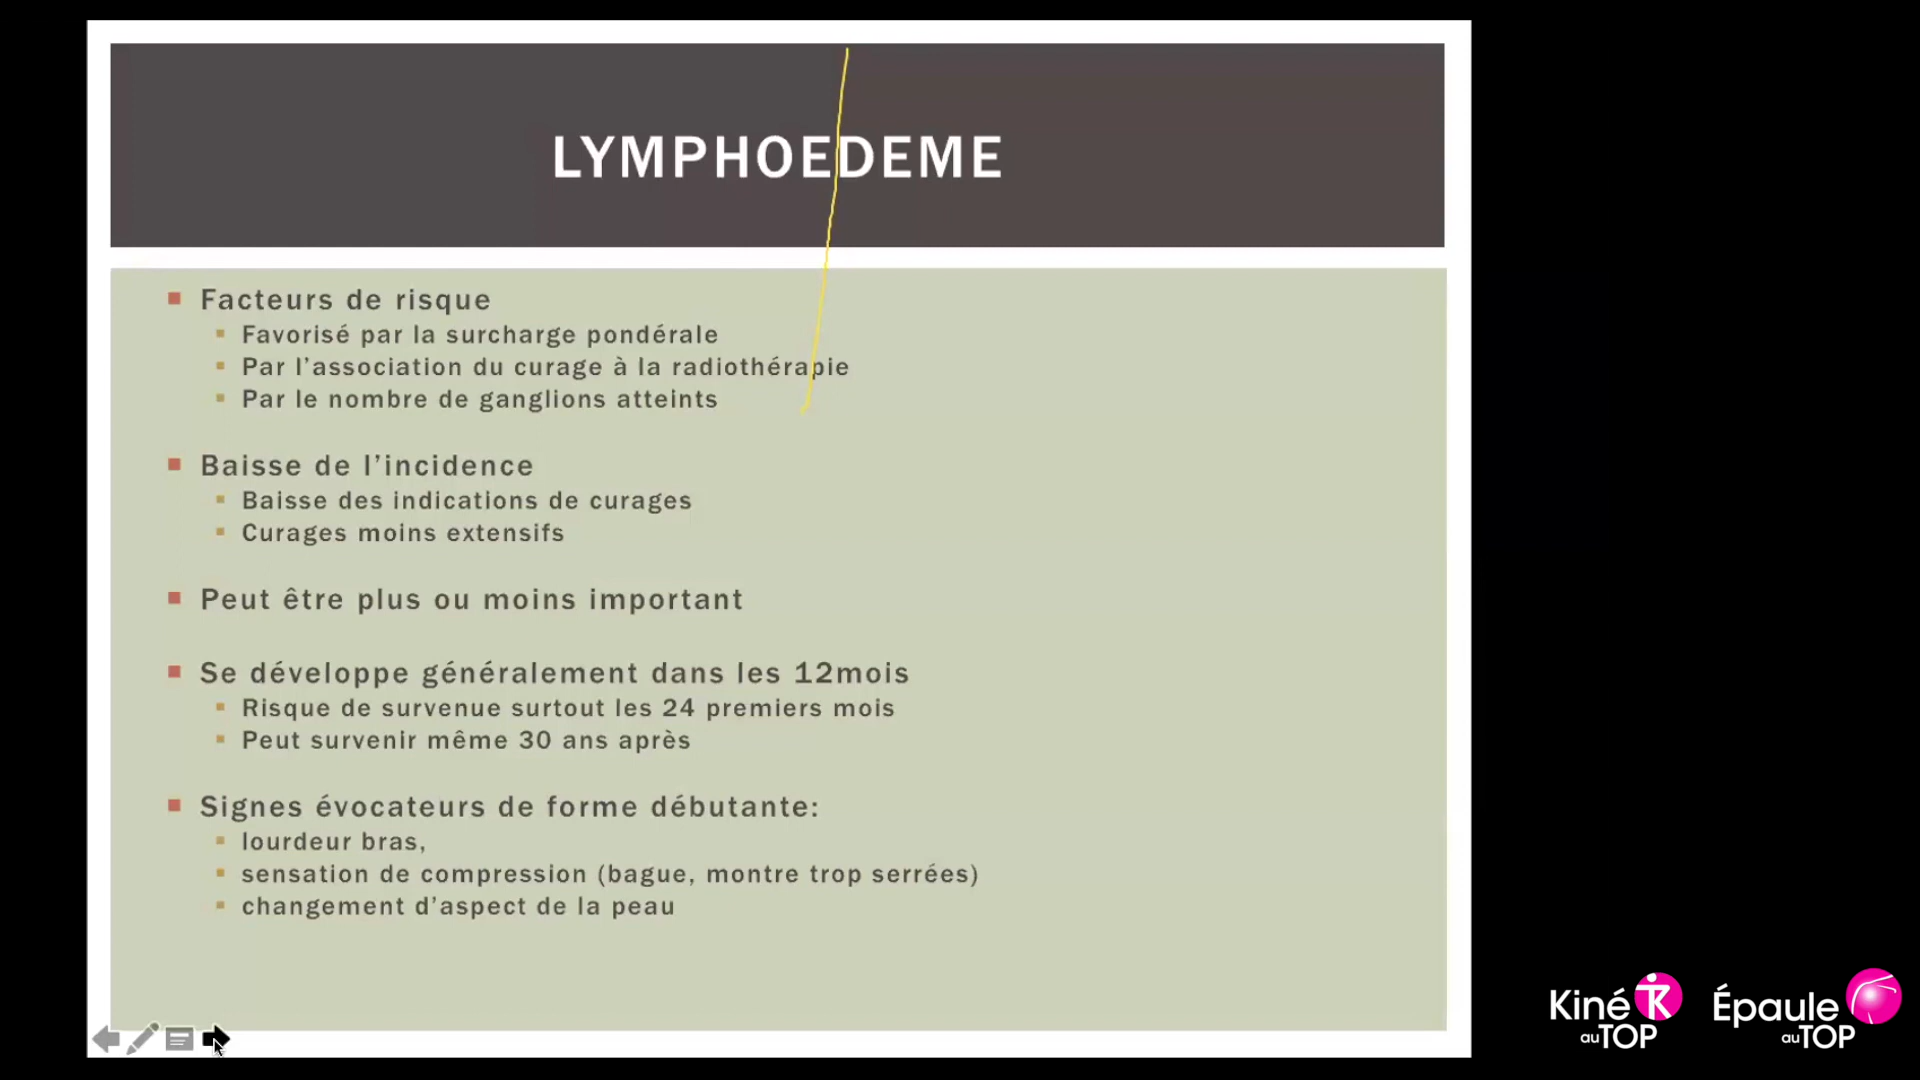 LYMPHOEDEME
Facteurs de risque
Favorisé par la surcharge pondérale
Par l’association du curage à la radiothérapie
Par le nombre de ganglions atteints
Baisse de l’incidence
Baisse des indications de curages
Curages moins extensifs
Peut être plus ou moins important
Se développe généralement dans les 12mois
Risque de survenue surtout les 24 premiers mois
Peut survenir même 30 ans après
Signes évocateurs de forme débutante:
lourdeur bras,
sensation de compression (bague, montre trop serrées)
changement d’aspect de la peau
Kiné
au TOP
Épaule
au TOP